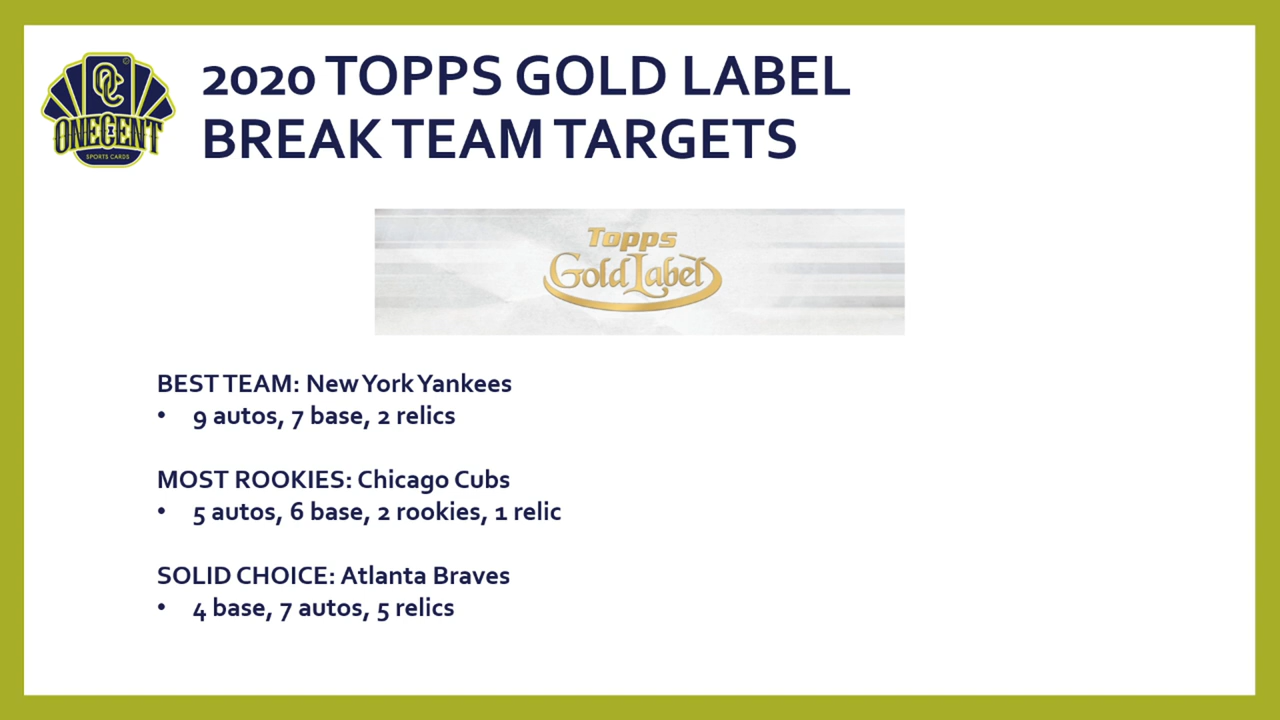 2020 TOPPS GOLD LABEL
BREAK TEAM TARGETS
OC
ONECENT
SPORTS CARDS
Topps
Gold Label
BEST TEAM: New York Yankees
• 9 autos, 7 base, 2 relics
MOST ROOKIES: Chicago Cubs
• 5 autos, 6 base, 2 rookies, 1 relic
SOLID CHOICE: Atlanta Braves
• 4 base, 7 autos, 5 relics